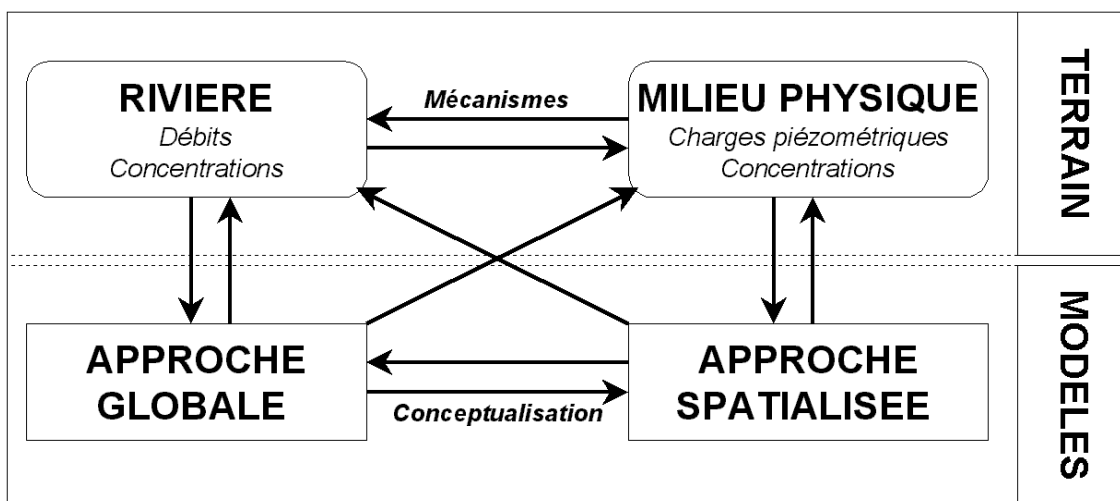 RIVIERE
Débits
Concentrations
Mécanismes
MILIEU PHYSIQUE
Charges piézométriques
Concentrations
TERRAIN
APPROCHE
GLOBALE
Conceptualisation
APPROCHE
SPATIALISEE
MODELES